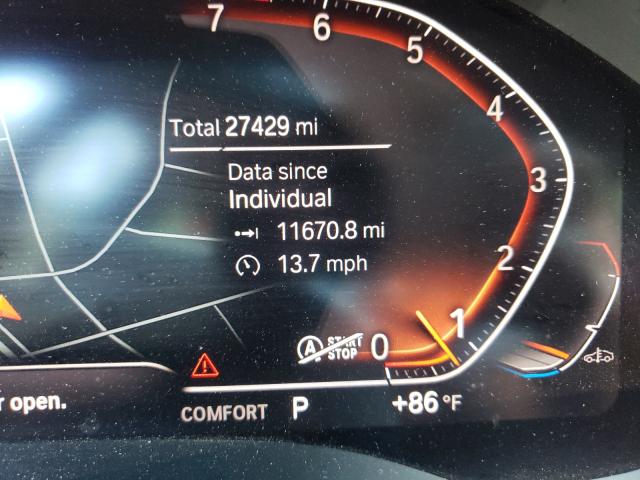 7 6 5 4 3 2 1 0
Total 27429 mi
Data since
Individual
11670.8 mi
13.7 mph
A START
STOP
r open.
COMFORT P +86 °F